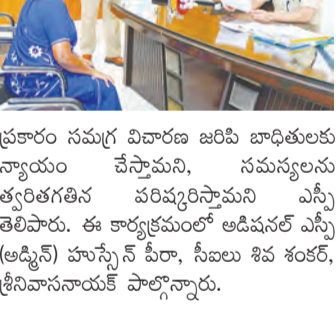 ప్రకారం సమగ్ర విచారణ జరిపి బాధితులకు
న్యాయం చేస్తామని, సమస్యలను
త్వరితగతిన పరిష్కరిస్తామని ఎస్పీ
తెలిపారు. ఈ కార్యక్రమంలో అడిషనల్ ఎస్పీ
(అడ్మిన్) హుస్సేన్ పీరా, సీఐలు శివ శంకర్,
శ్రీనివాసనాయక్ పాల్గొన్నారు.